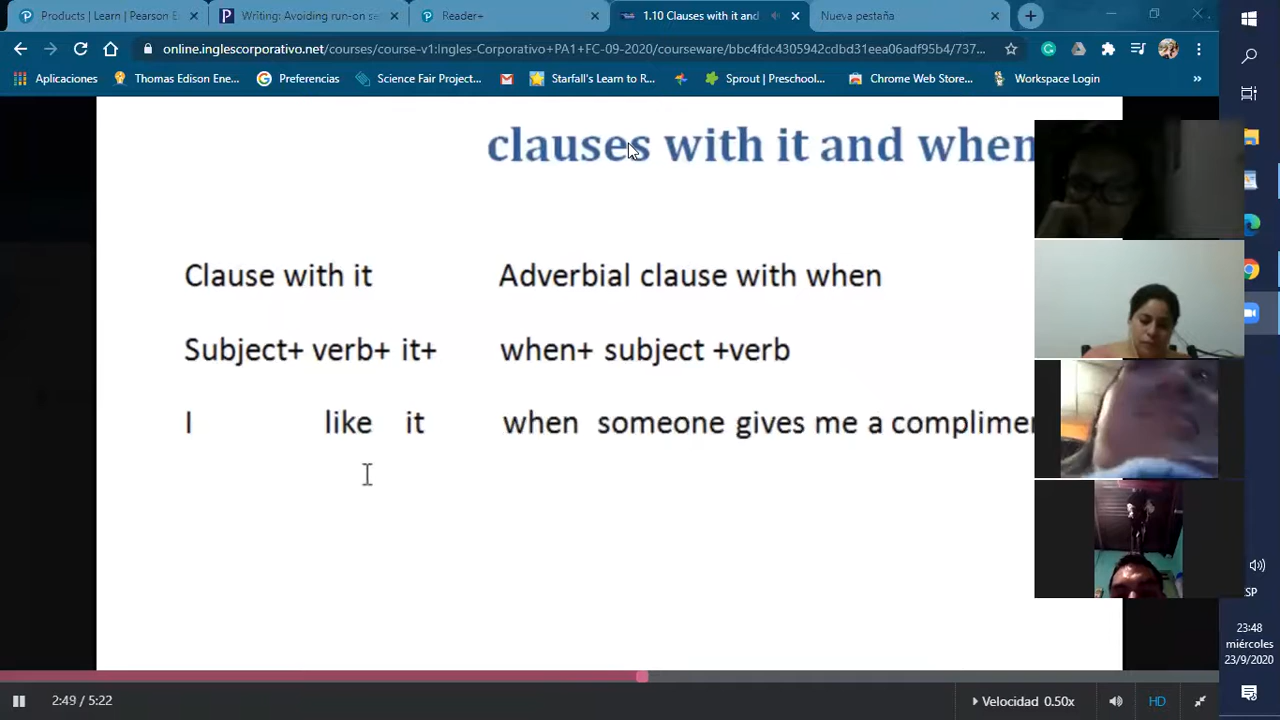 Products | Learn | Pearson E
Writing: Avoiding run-on se
Reader+
1.10 Clauses with it and
Nueva pestaña
online.inglescorporativo.net/courses/course-v1:Ingles-Corporativo+PA1+FC-09-2020/courseware/bbc4fdc4305942cdbd31eea06adf95b4/737...
Aplicaciones
Thomas Edison Ene...
Preferencias
Science Fair Project...
Starfall's Learn to R...
Sprout | Preschool...
Chrome Web Store...
Workspace Login
»
clauses with it and when
Clause with it Adverbial clause with when
Subject+ verb+ it+ when+ subject +verb
I like it when someone gives me a complimen
2:49 / 5:22
Velocidad 0.50x
HD
ESP
23:48
miércoles
23/9/2020